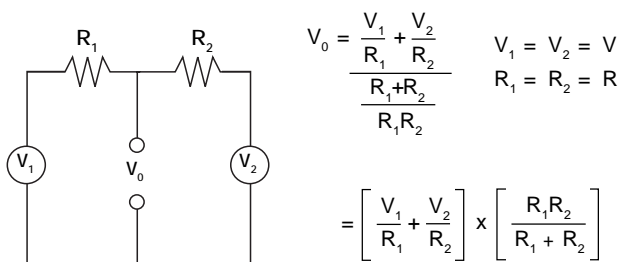 R₁ R₂
V₁ V₀ V₂
V₀ = V₁/R₁ + V₂/R₂
R₁+R₂
R₁R₂
V₁ = V₂ = V
R₁ = R₂ = R
= [ V₁/R₁ + V₂/R₂ ] x [ R₁R₂/R₁ + R₂ ]